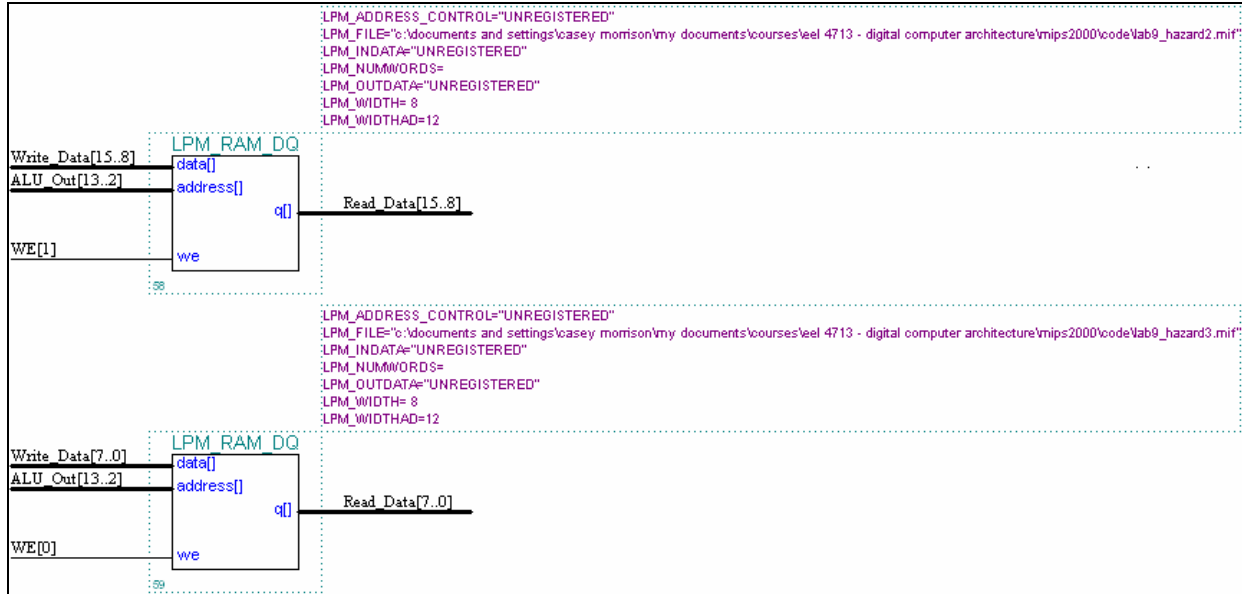 LPM_ADDRESS_CONTROL="UNREGISTERED"
LPM_FILE="c:\documents and settings\casey morrison\my documents\courses\eel 4713 - digital computer architecture\mips2000\code\lab9_hazard2.mif"
LPM_INDATA="UNREGISTERED"
LPM_NUMWORDS=
LPM_OUTDATA="UNREGISTERED"
LPM_WIDTH= 8
LPM_WIDTHAD=12
LPM_RAM_DQ
Write_Data[15..8]
data[]
ALU_Out[13..2]
address[]
q[]
Read_Data[15..8]
WE[1]
we
58
LPM_ADDRESS_CONTROL="UNREGISTERED"
LPM_FILE="c:\documents and settings\casey morrison\my documents\courses\eel 4713 - digital computer architecture\mips2000\code\lab9_hazard3.mif"
LPM_INDATA="UNREGISTERED"
LPM_NUMWORDS=
LPM_OUTDATA="UNREGISTERED"
LPM_WIDTH= 8
LPM_WIDTHAD=12
LPM_RAM_DQ
Write_Data[7..0]
data[]
ALU_Out[13..2]
address[]
q[]
Read_Data[7..0]
WE[0]
we
59